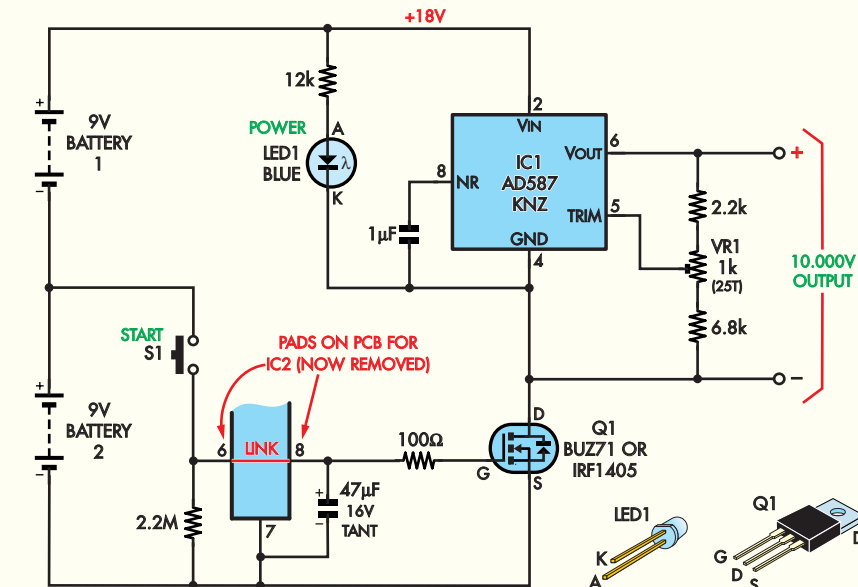 +18V
12k
2
VIN
+
9V
BATTERY
1
−
POWER
A
LED1
BLUE
λ
K
8
NR
IC1
AD587
KNZ
VOUT
6
+
TRIM
5
GND
4
1µF
2.2k
VR1
1k
(25T)
6.8k
10.000V
OUTPUT
−
START
S1
PADS ON PCB FOR
IC2 (NOW REMOVED)
+
9V
BATTERY
2
−
6
LINK
8
100Ω
D
G
S
Q1
BUZ71 OR
IRF1405
+
47µF
16V
TANT
−
2.2M
7
LED1
K
A
Q1
G
D
S
D